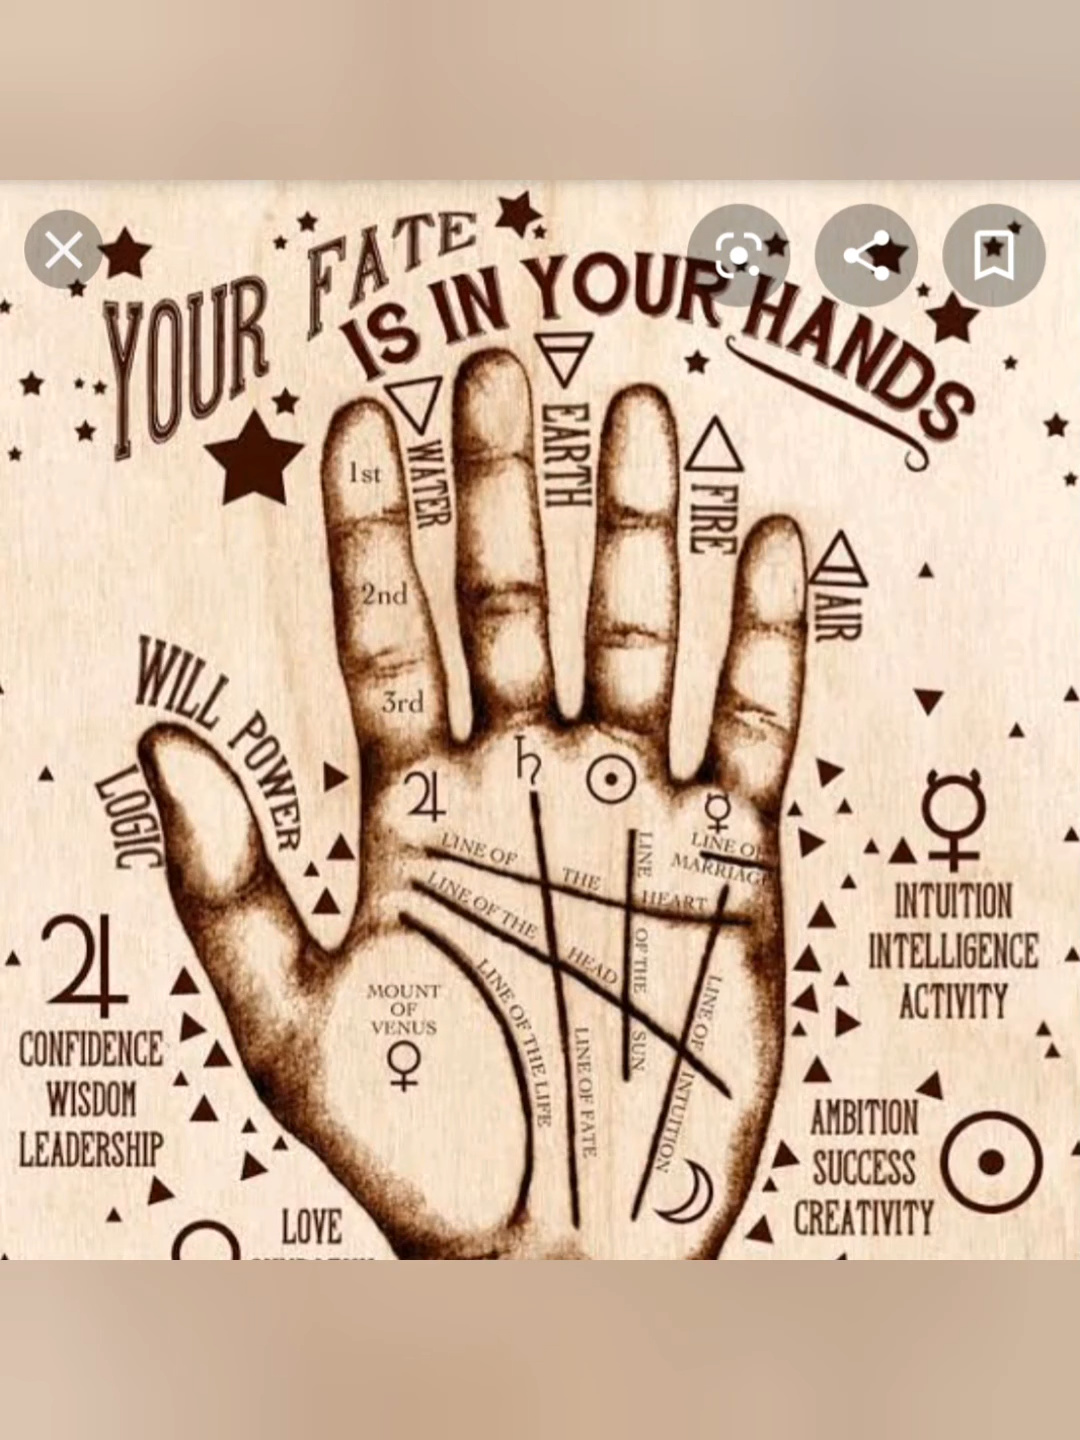 YOUR FATE
IS IN YOUR HANDS
WATER
EARTH
FIRE
AIR
1st
2nd
3rd
WILL POWER
LOGIC
LINE OF THE HEART
LINE OF THE HEAD
LINE OF THE LIFE
LINE OF FATE
LINE OF THE SUN
LINE OF
MARRIAGE
LINE OF INTUITION
MOUNT
OF
VENUS
CONFIDENCE
WISDOM
LEADERSHIP
INTUITION
INTELLIGENCE
ACTIVITY
AMBITION
SUCCESS
CREATIVITY
LOVE